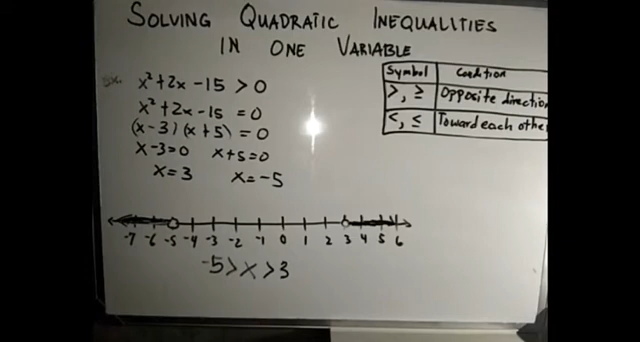 SOLVING QUADRATIC INEQUALITIES
IN ONE VARIABLE
Ex. x² + 2x - 15 > 0
x² + 2x - 15 = 0
(x - 3) (x + 5) = 0
x - 3 = 0 x + 5 = 0
x = 3 x = -5
Symbol Condition
>, ≥ Opposite direction
<, ≤ Toward each other
-7 -6 -5 -4 -3 -2 -1 0 1 2 3 4 5 6
-5 > x > 3